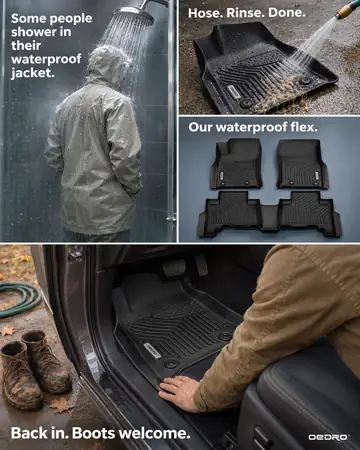 Some people
shower in
their
waterproof
jacket.
Hose. Rinse. Done.
Our waterproof flex.
Back in. Boots welcome.
OEDRO